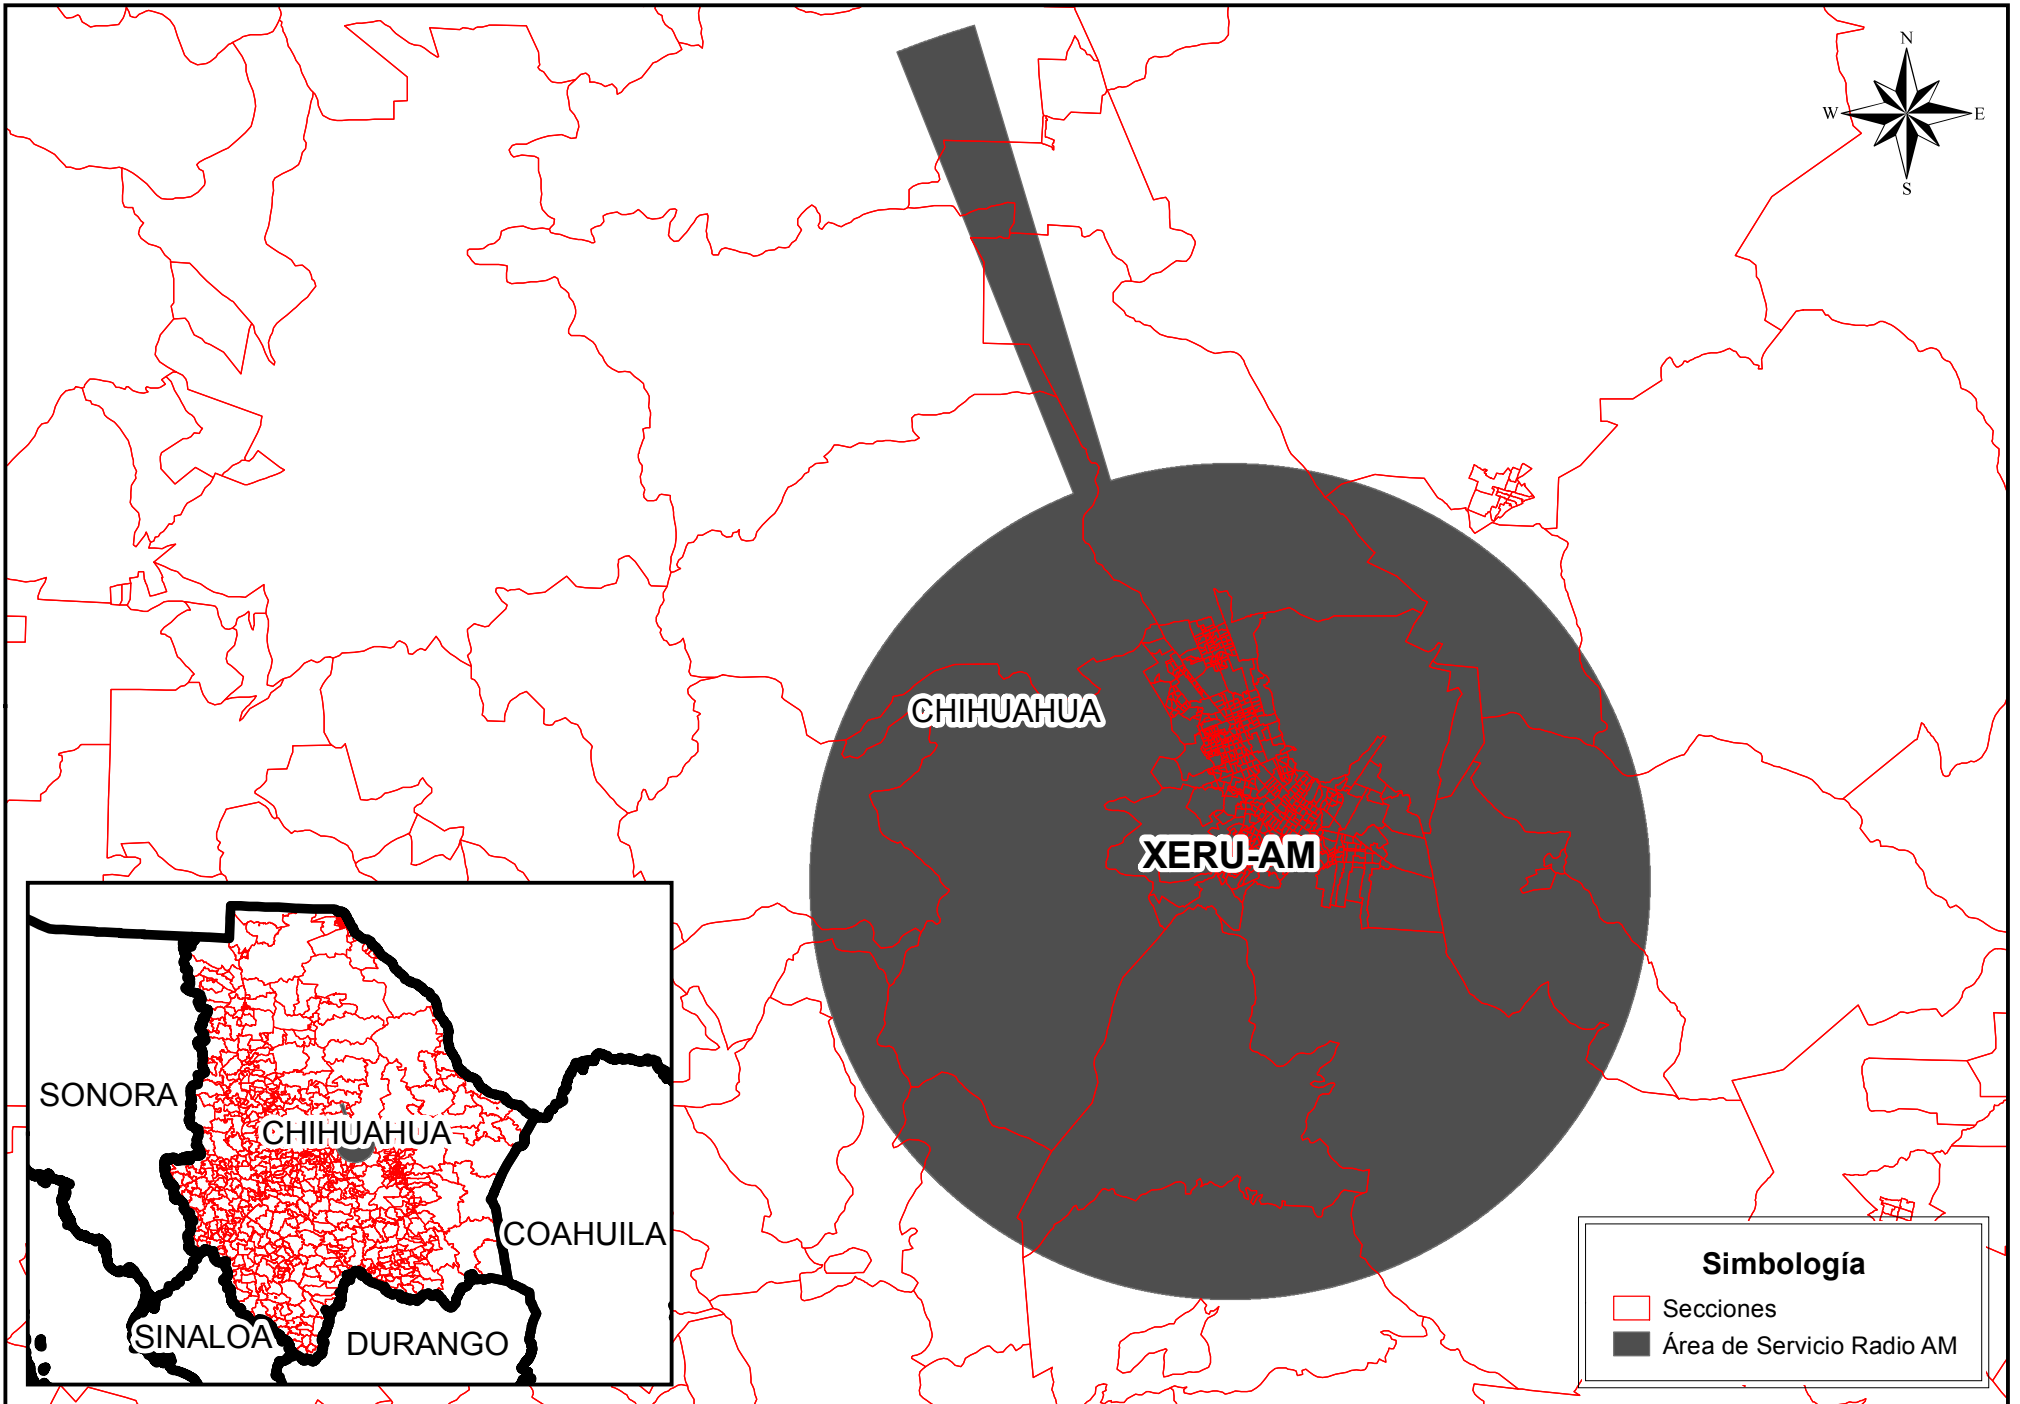 N
W
E
S
CHIHUAHUA
XERU-AM
SONORA
CHIHUAHUA
COAHUILA
SINALOA
DURANGO
Simbología
Secciones
Área de Servicio Radio AM